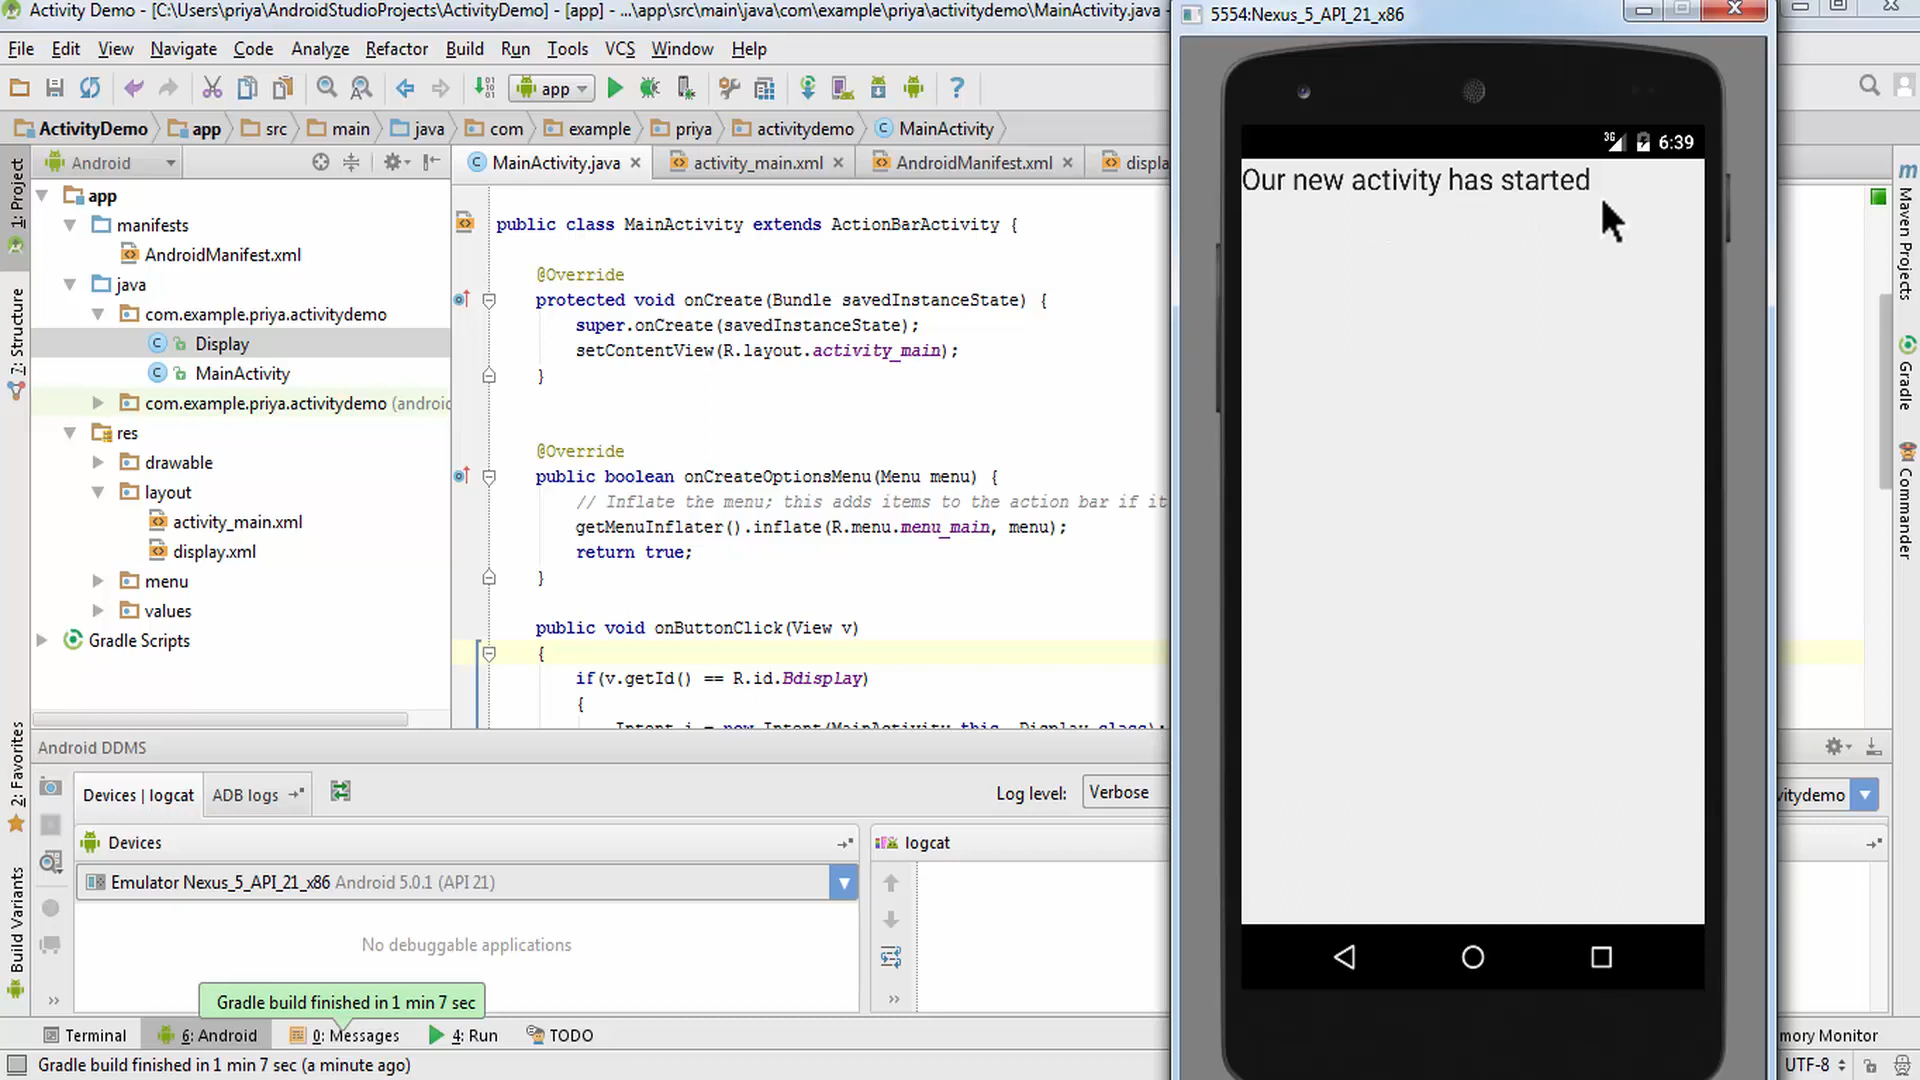 Activity Demo - [C:\Users\priya\AndroidStudioProjects\ActivityDemo] - [app] - ...\app\src\main\java\com\example\priya\activitydemo\MainActivity.java -
5554:Nexus_5_API_21_x86
File Edit View Navigate Code Analyze Refactor Build Run Tools VCS Window Help
app
ActivityDemo app src main java com example priya activitydemo MainActivity
Android
MainActivity.java activity_main.xml AndroidManifest.xml displa
1: Project
7: Structure
2: Favorites
Build Variants
app
manifests
AndroidManifest.xml
java
com.example.priya.activitydemo
Display
MainActivity
com.example.priya.activitydemo (androi
res
drawable
layout
activity_main.xml
display.xml
menu
values
Gradle Scripts
public class MainActivity extends ActionBarActivity {
@Override
protected void onCreate(Bundle savedInstanceState) {
super.onCreate(savedInstanceState);
setContentView(R.layout.activity_main);
}
@Override
public boolean onCreateOptionsMenu(Menu menu) {
// Inflate the menu; this adds items to the action bar if it
getMenuInflater().inflate(R.menu.menu_main, menu);
return true;
}
public void onButtonClick(View v)
{
if(v.getId() == R.id.Bdisplay)
{
Intent i = new Intent(MainActivity.this, Display.class);
3G 6:39
Our new activity has started
Maven Projects
Gradle
Commander
Android DDMS
Devices | logcat ADB logs
Log level: Verbose
itydemo
Devices
logcat
Emulator Nexus_5_API_21_x86 Android 5.0.1 (API 21)
No debuggable applications
Gradle build finished in 1 min 7 sec
Terminal 6: Android 0: Messages 4: Run TODO
mory Monitor
Gradle build finished in 1 min 7 sec (a minute ago)
UTF-8